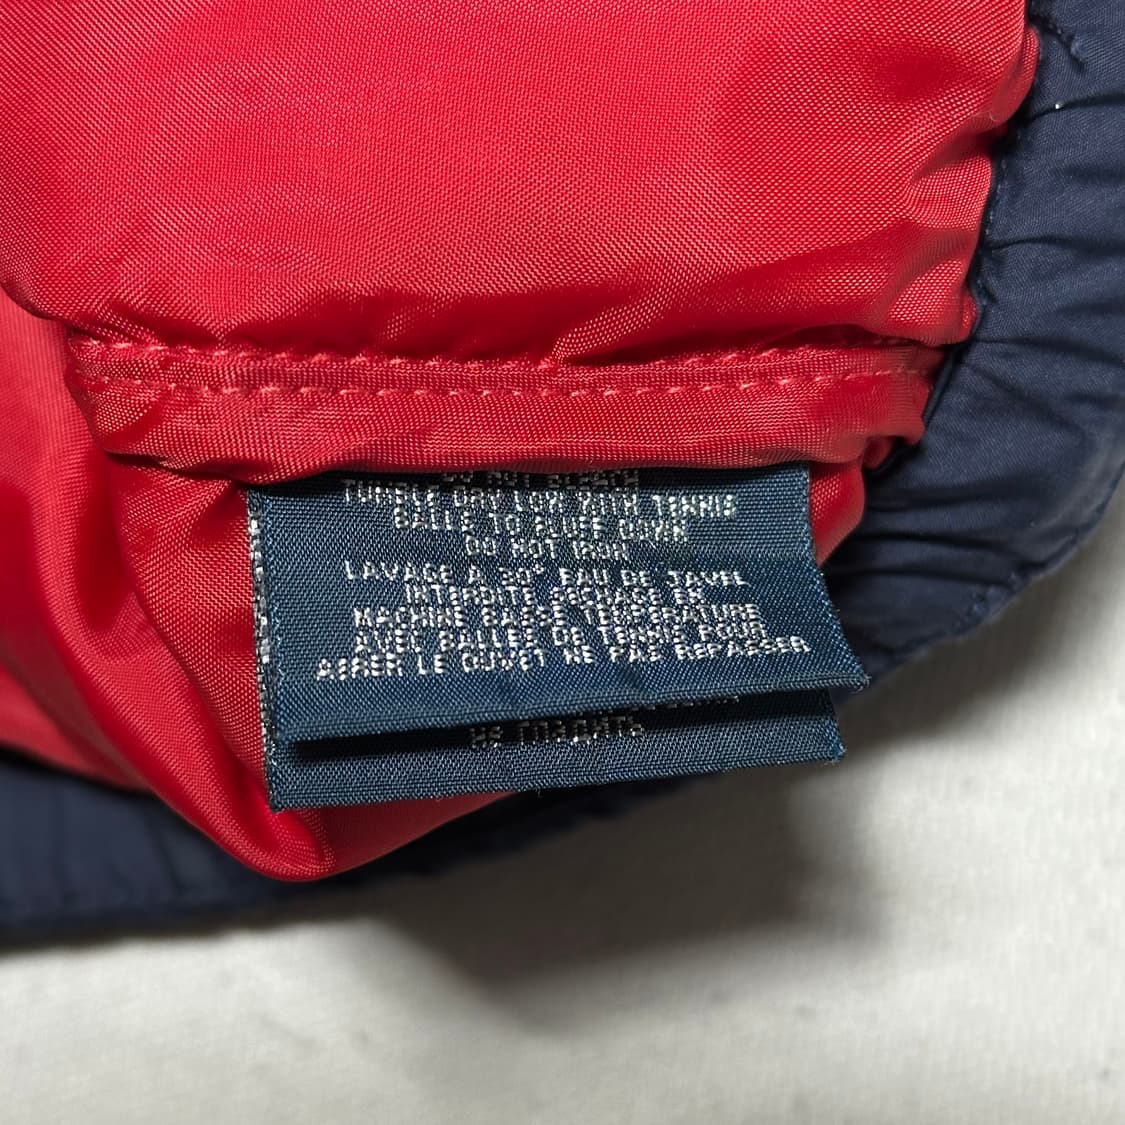 DO NOT BLEACH
TUMBLE DRY LOW WITH TENNIS
BALLS TO FLUFF DOWN
DO NOT IRON
LAVAGE A 30° EAU DE JAVEL
INTERDITE SECHAGE EN
MACHINE BASSE TEMPERATURE
AVEC BALLES DE TENNIS POUR
AERER LE DUVET NE PAS REPASSER